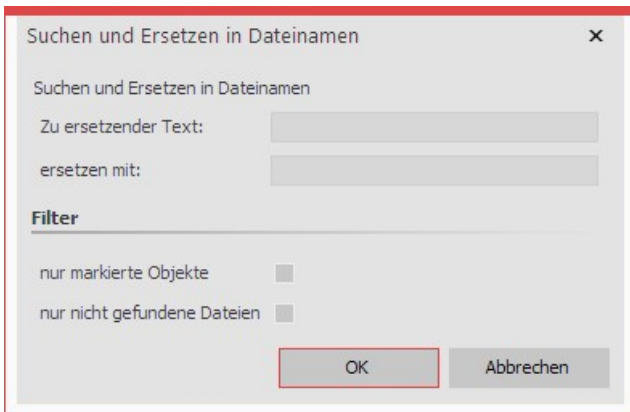 Suchen und Ersetzen in Dateinamen
Suchen und Ersetzen in Dateinamen
Zu ersetzender Text:
ersetzen mit:
Filter
nur markierte Objekte
nur nicht gefundene Dateien
OK Abbrechen